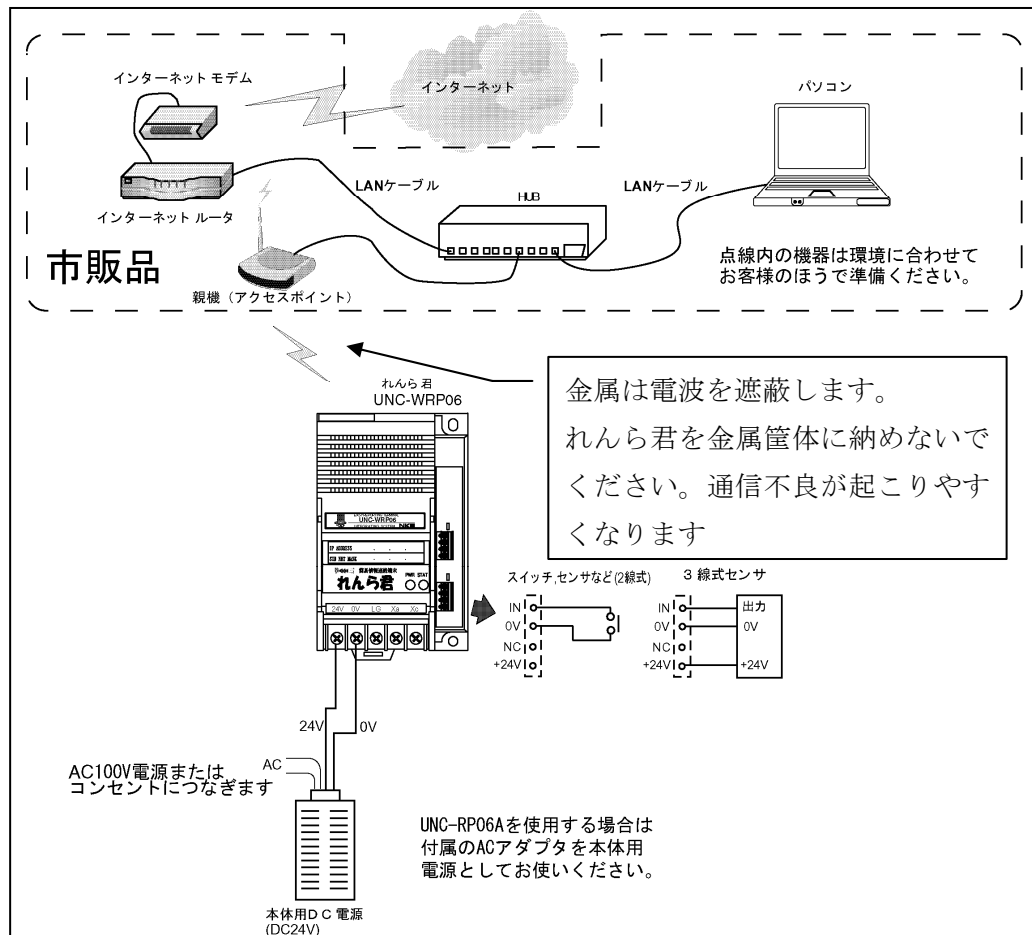 インターネット モデム
インターネット
パソコン
LANケーブル
LANケーブル
HUB
インターネット ルータ
市販品
親機（アクセスポイント）
点線内の機器は環境に合わせて
お客様のほうで準備ください。
れんら君
UNC-WRP06
金属は電波を遮蔽します。
れんら君を金属筐体に納めないで
ください。通信不良が起こりやす
くなります
UNC-WRP06
NKE
IP ADDRESS
SUB NET MASK
れんら君
PWR STAT
24V 0V LG Xa Xc
スイッチ,センサなど(2線式)
IN
0V
NC
+24V
3 線式センサ
IN
0V
NC
+24V
出力
0V
+24V
24V
0V
AC
AC100V電源または
コンセントにつなぎます
UNC-RP06Aを使用する場合は
付属のACアダプタを本体用
電源としてお使いください。
本体用ＤＣ電源
(DC24V)